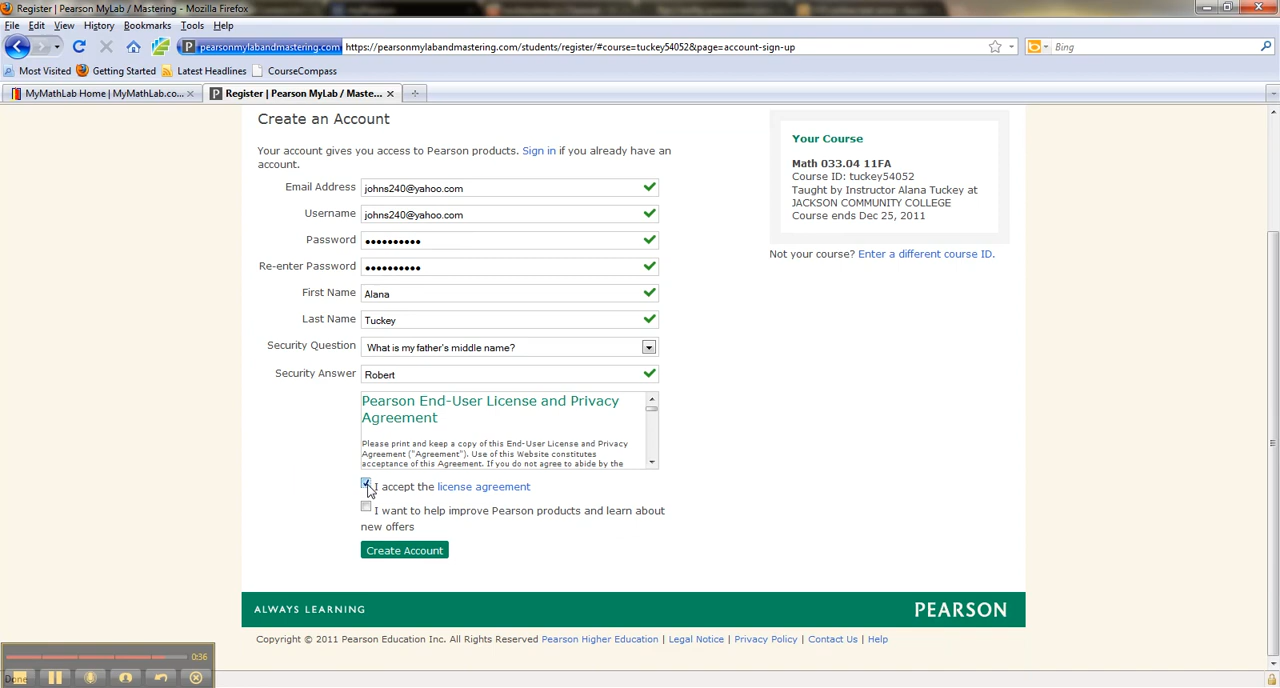 Register | Pearson MyLab / Mastering - Mozilla Firefox
File Edit View History Bookmarks Tools Help
pearsonmylabandmastering.com https://pearsonmylabandmastering.com/students/register/#course=tuckey54052&page=account-sign-up
Bing
Most Visited Getting Started Latest Headlines CourseCompass
MyMathLab Home | MyMathLab.co...
Register | Pearson MyLab / Maste...
Create an Account
Your account gives you access to Pearson products. Sign in if you already have an
account.
Email Address johns240@yahoo.com
Username johns240@yahoo.com
Password ●●●●●●●●●●
Re-enter Password ●●●●●●●●●●
First Name Alana
Last Name Tuckey
Security Question What is my father's middle name?
Security Answer Robert
Pearson End-User License and Privacy
Agreement
Please print and keep a copy of this End-User License and Privacy
Agreement ("Agreement"). Use of this Website constitutes
acceptance of this Agreement. If you do not agree to abide by the
I accept the license agreement
I want to help improve Pearson products and learn about
new offers
Create Account
Your Course
Math 033.04 11FA
Course ID: tuckey54052
Taught by Instructor Alana Tuckey at
JACKSON COMMUNITY COLLEGE
Course ends Dec 25, 2011
Not your course? Enter a different course ID.
ALWAYS LEARNING PEARSON
Copyright © 2011 Pearson Education Inc. All Rights Reserved Pearson Higher Education | Legal Notice | Privacy Policy | Contact Us | Help
0:36
Done